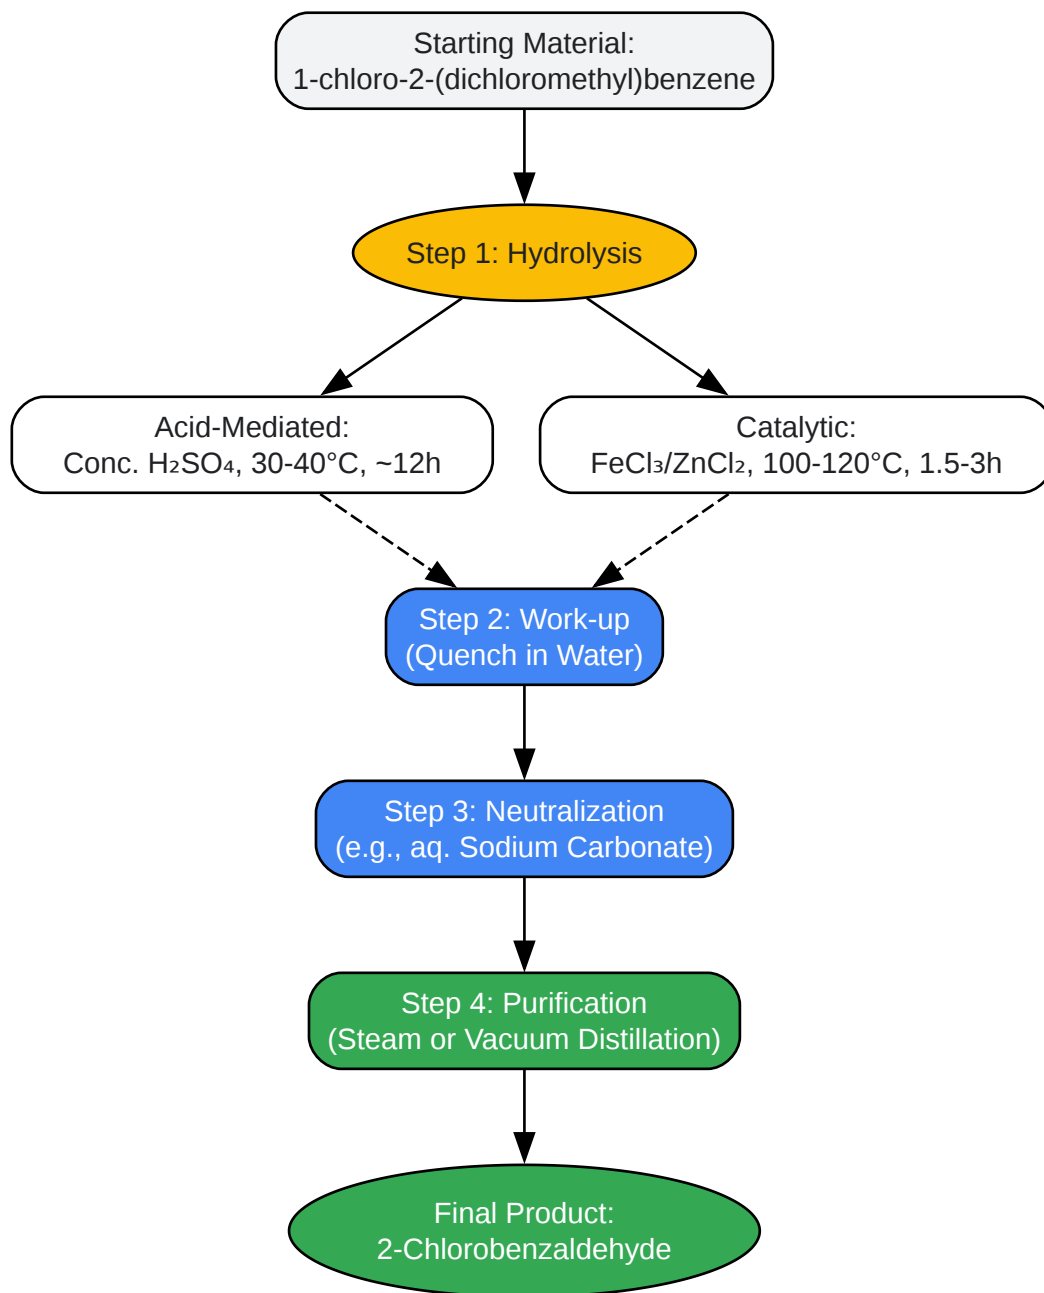 Starting Material:
1-chloro-2-(dichloromethyl)benzene
Step 1: Hydrolysis
Acid-Mediated:
Conc. H₂SO₄, 30-40°C, ~12h
Catalytic:
FeCl₃/ZnCl₂, 100-120°C, 1.5-3h
Step 2: Work-up
(Quench in Water)
Step 3: Neutralization
(e.g., aq. Sodium Carbonate)
Step 4: Purification
(Steam or Vacuum Distillation)
Final Product:
2-Chlorobenzaldehyde